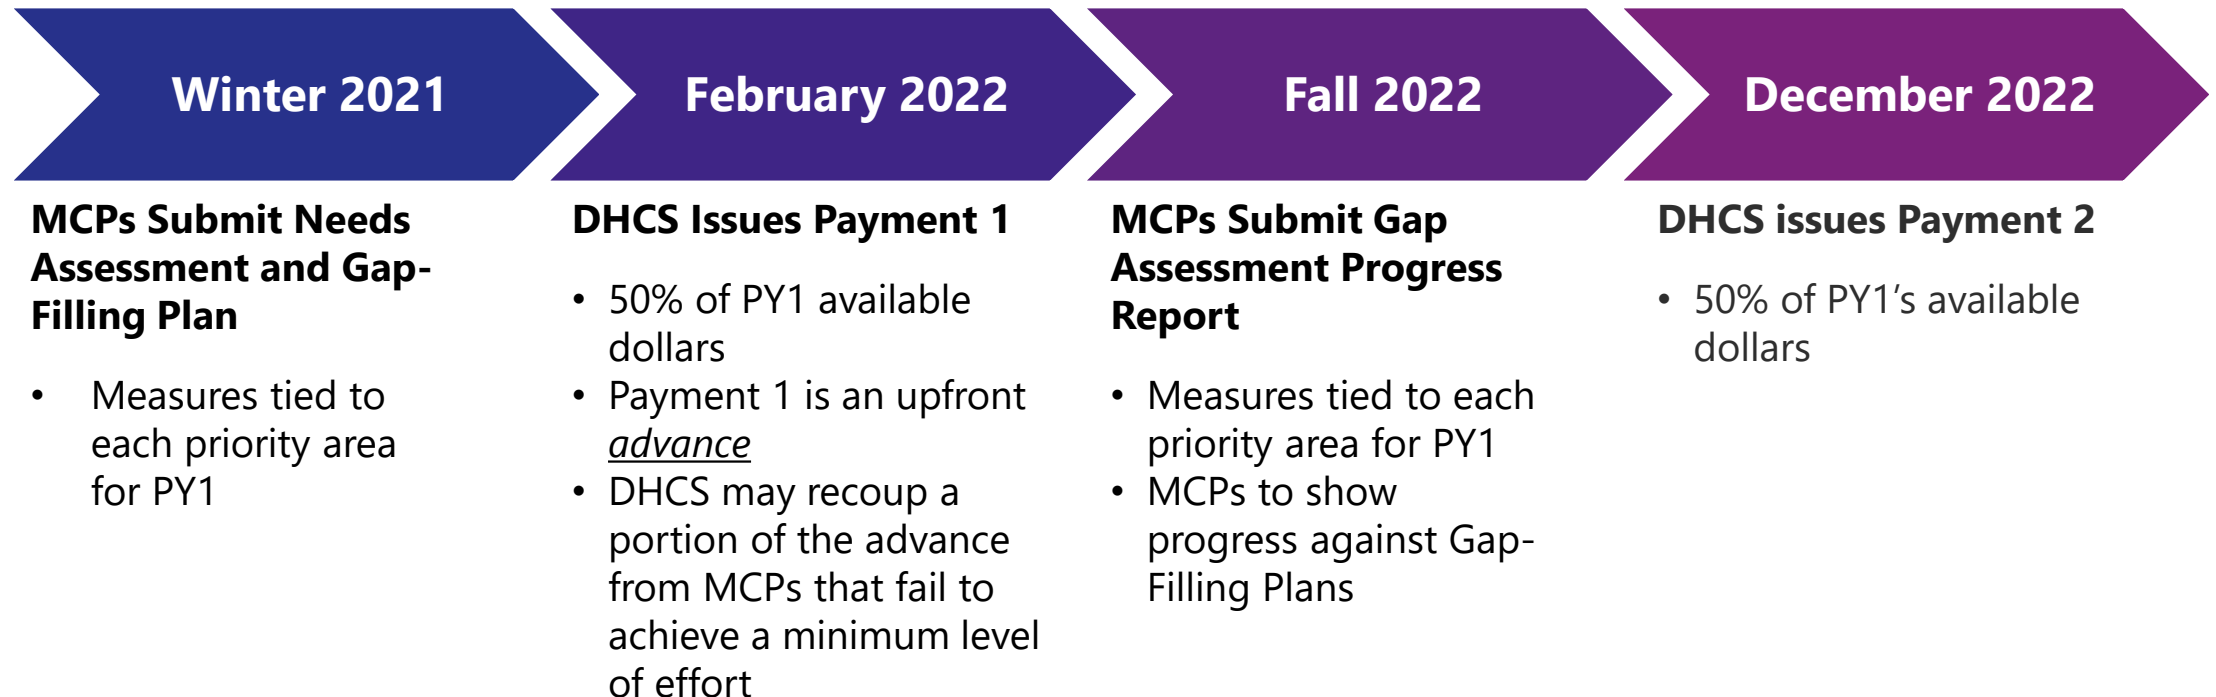 Winter 2021
February 2022
Fall 2022
December 2022
MCPs Submit Needs
Assessment and Gap-
Filling Plan
• Measures tied to
each priority area
for PY1
DHCS Issues Payment 1
• 50% of PY1 available
dollars
• Payment 1 is an upfront
advance
• DHCS may recoup a
portion of the advance
from MCPs that fail to
achieve a minimum level
of effort
MCPs Submit Gap
Assessment Progress
Report
• Measures tied to each
priority area for PY1
• MCPs to show
progress against Gap-
Filling Plans
DHCS issues Payment 2
• 50% of PY1’s available
dollars